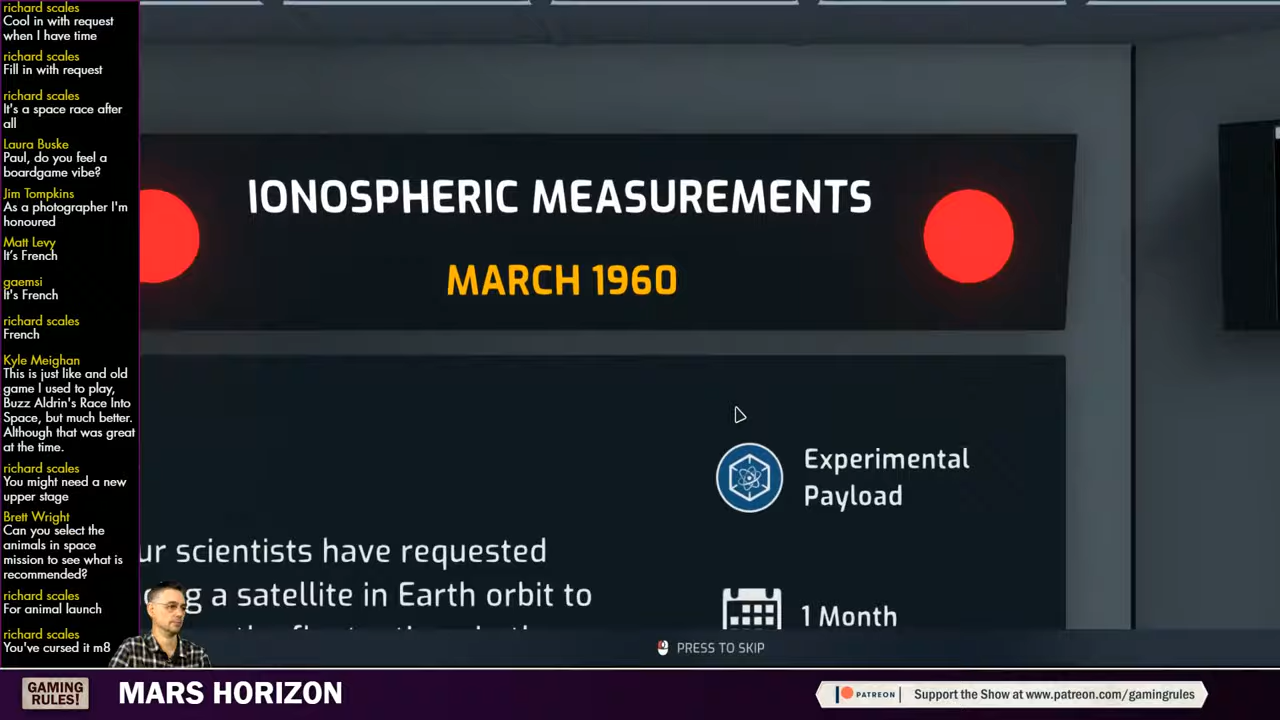 richard scales
Cool in with request
when I have time
richard scales
Fill in with request
richard scales
It's a space race after
all
Laura Buske
Paul, do you feel a
boardgame vibe?
Jim Tompkins
As a photographer I'm
honoured
Matt Levy
It's French
gaemsi
It's French
richard scales
French
Kyle Meighan
This is just like and old
game I used to play,
Buzz Aldrin's Race Into
Space, but much better.
Although that was great
at the time.
richard scales
You might need a new
upper stage
Brett Wright
Can you select the
animals in space
mission to see what is
recommended?
richard scales
For animal launch
richard scales
You've cursed it m8
IONOSPHERIC MEASUREMENTS
MARCH 1960
Experimental
Payload
ur scientists have requested
a satellite in Earth orbit to
1 Month
PRESS TO SKIP
GAMING
RULES!
MARS HORIZON
PATREON
Support the Show at www.patreon.com/gamingrules